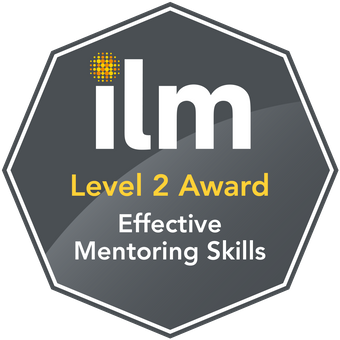 ilm
Level 2 Award
Effective
Mentoring Skills